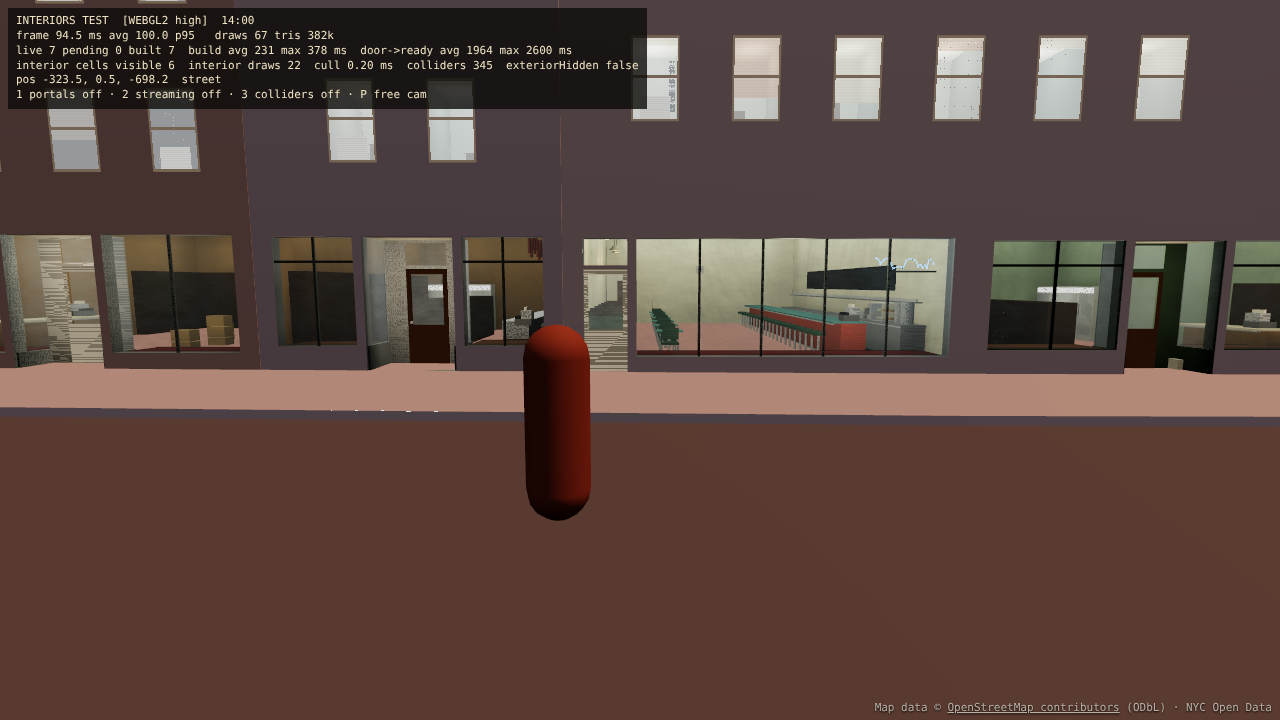 INTERIORS TEST [WEBGL2 high] 14:00
frame 94.5 ms avg 100.0 p95 draws 67 tris 382k
live 7 pending 0 built 7 build avg 231 max 378 ms door->ready avg 1964 max 2600 ms
interior cells visible 6 interior draws 22 cull 0.20 ms colliders 345 exteriorHidden false
pos -323.5, 0.5, -698.2 street
1 portals off · 2 streaming off · 3 colliders off · P free cam
Map data © OpenStreetMap contributors (ODbL) · NYC Open Data